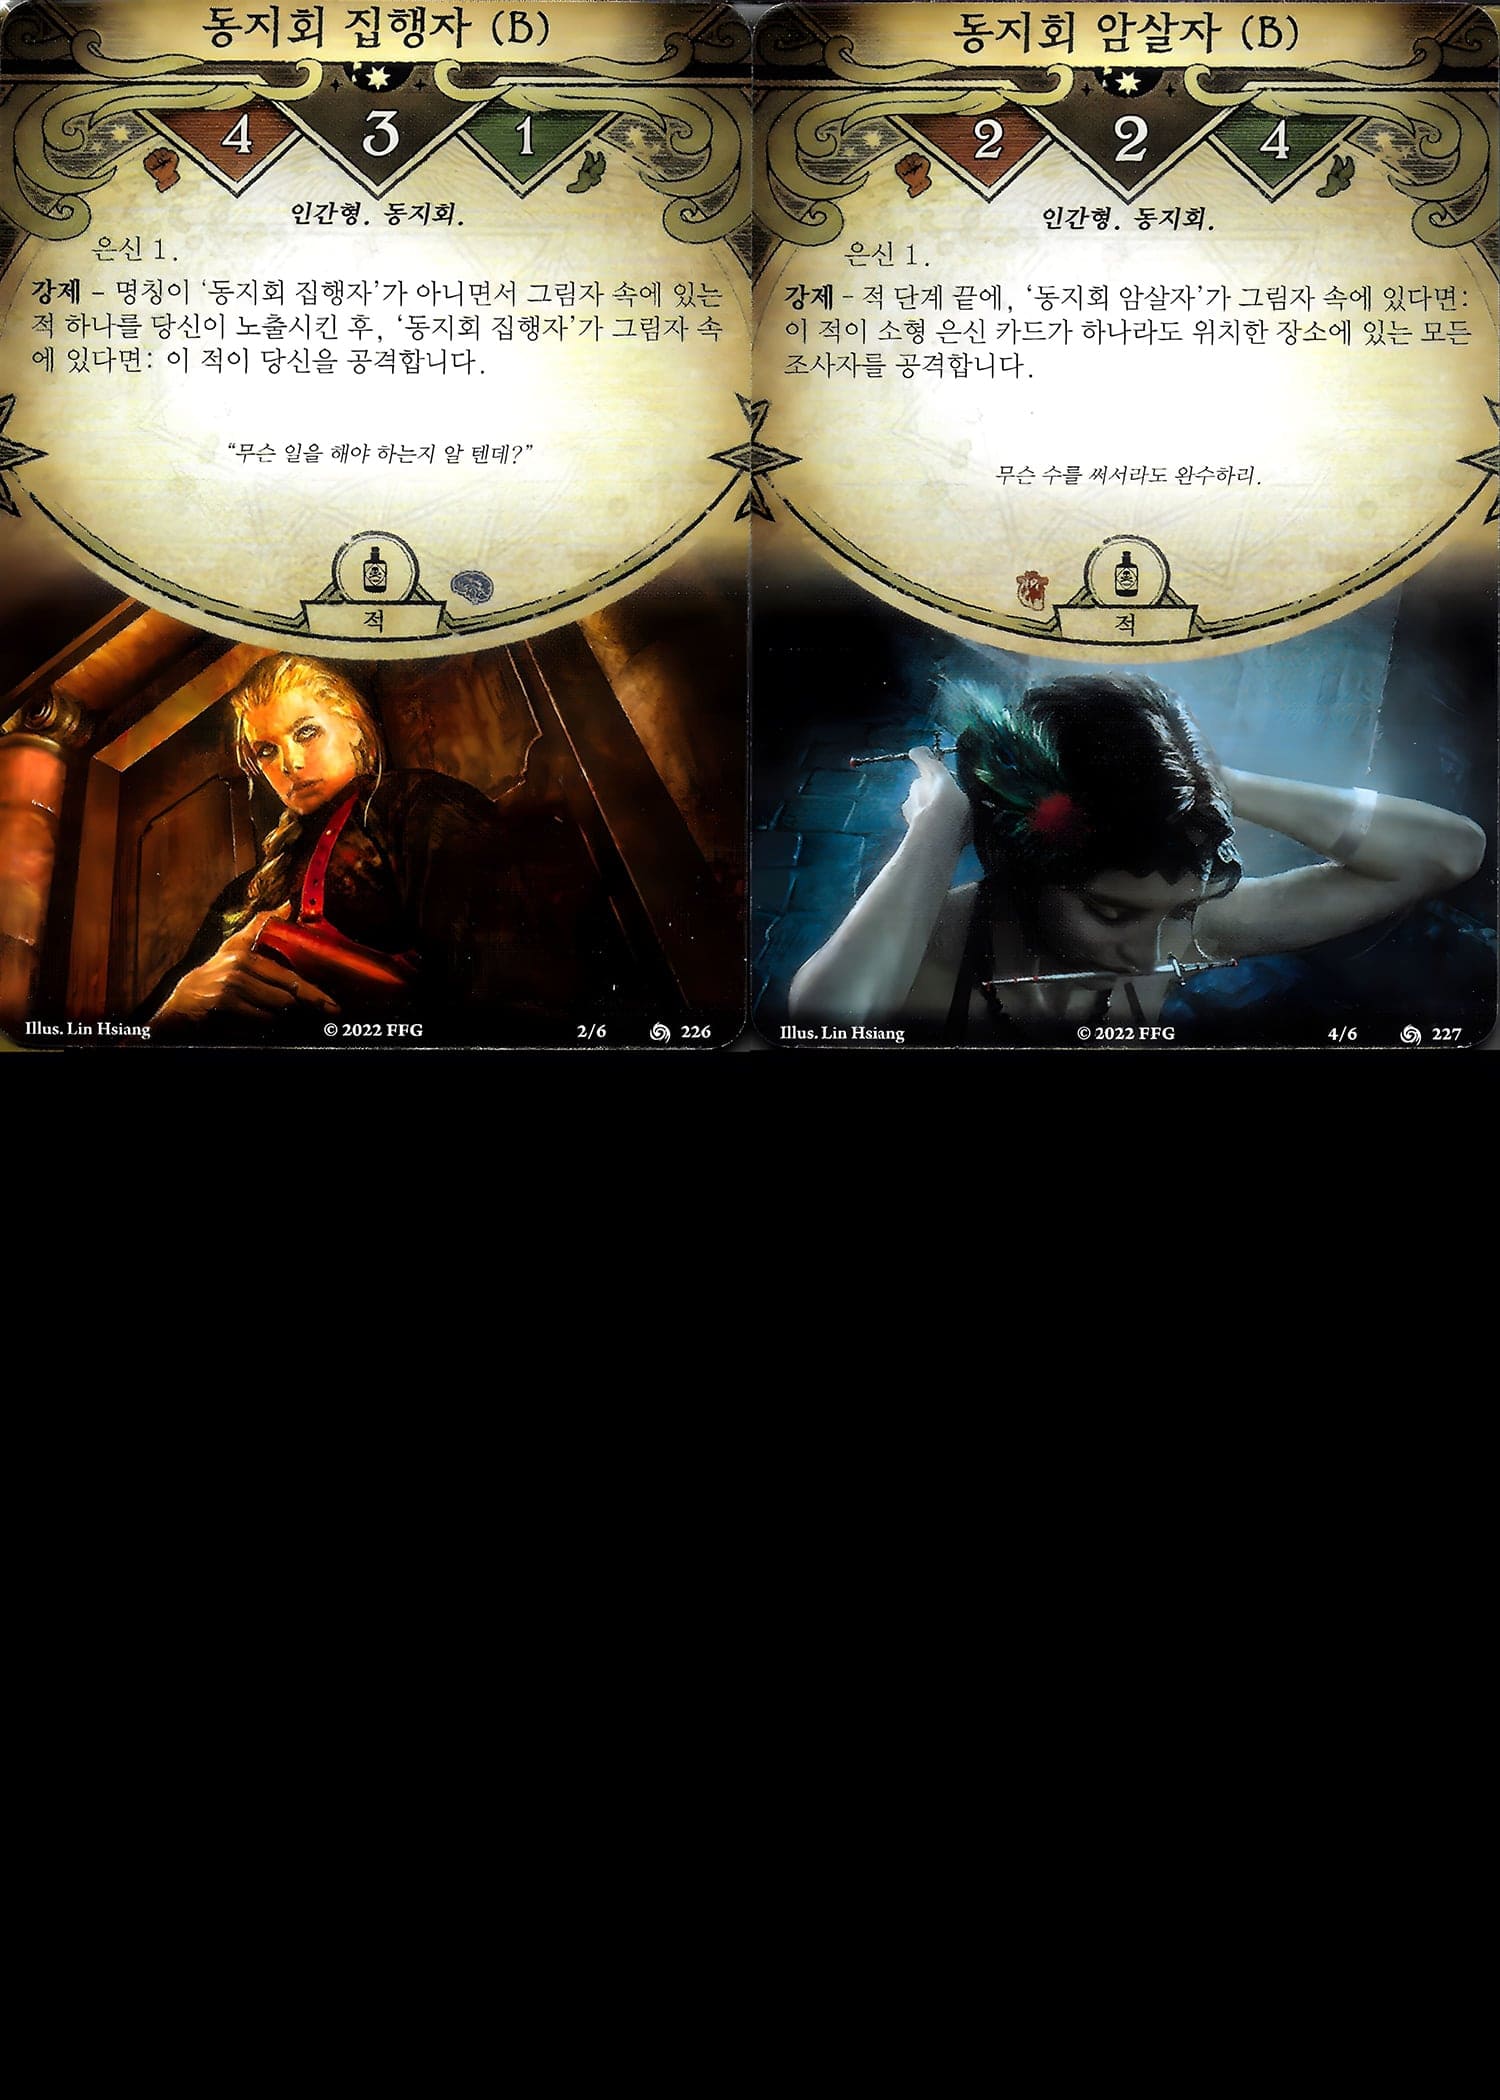 동지회 집행자 (B)
4 3 1
인간형. 동지회.
은신 1.
강제 – 명칭이 ‘동지회 집행자’가 아니면서 그림자 속에 있는
적 하나를 당신이 노출시킨 후, ‘동지회 집행자’가 그림자 속
에 있다면: 이 적이 당신을 공격합니다.
“무슨 일을 해야 하는지 알 텐데?”
적
Illus. Lin Hsiang © 2022 FFG 2/6 226
동지회 암살자 (B)
2 2 4
인간형. 동지회.
은신 1.
강제 – 적 단계 끝에, ‘동지회 암살자’가 그림자 속에 있다면:
이 적이 소형 은신 카드가 하나라도 위치한 장소에 있는 모든
조사자를 공격합니다.
무슨 수를 써서라도 완수하리.
적
Illus. Lin Hsiang © 2022 FFG 4/6 227